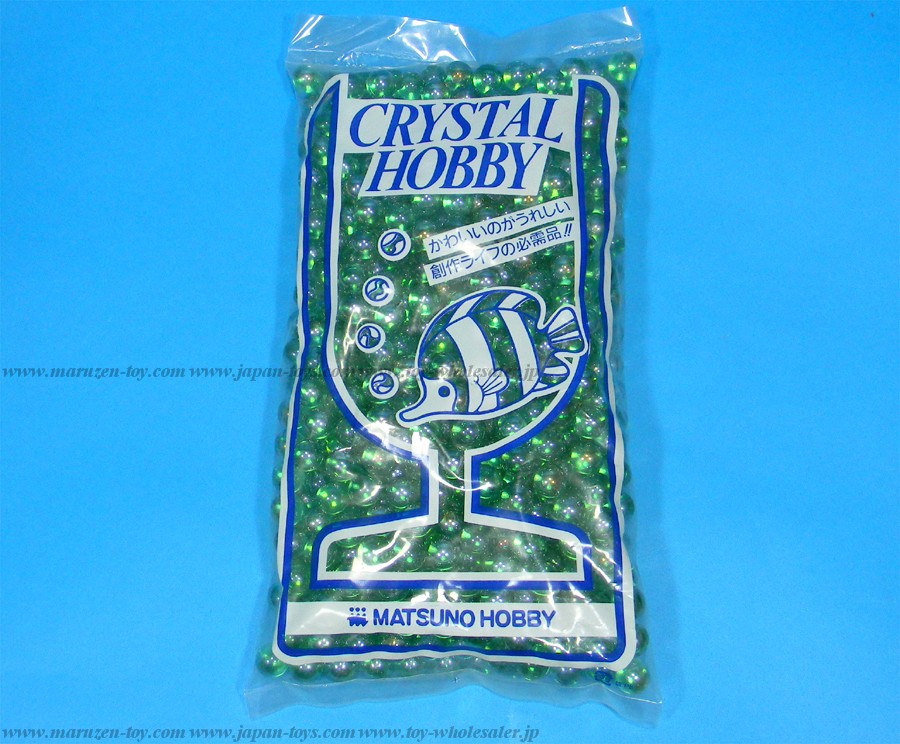 CRYSTAL
HOBBY
かわいいのがうれしい
創作ライフの必需品!!
www.maruzen-toy.com www.japan-toys.com www.toy-wholesaler.jp
MATSUNO HOBBY
www.maruzen-toy.com www.japan-toys.com www.toy-wholesaler.jp